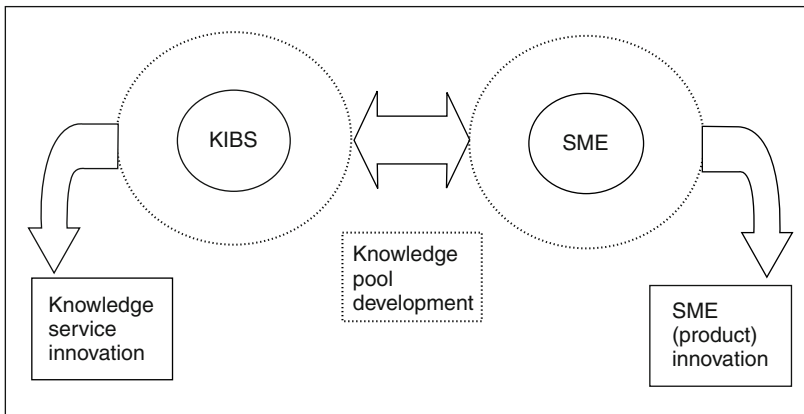 KIBS
SME
Knowledge
pool
development
Knowledge
service
innovation
SME
(product)
innovation